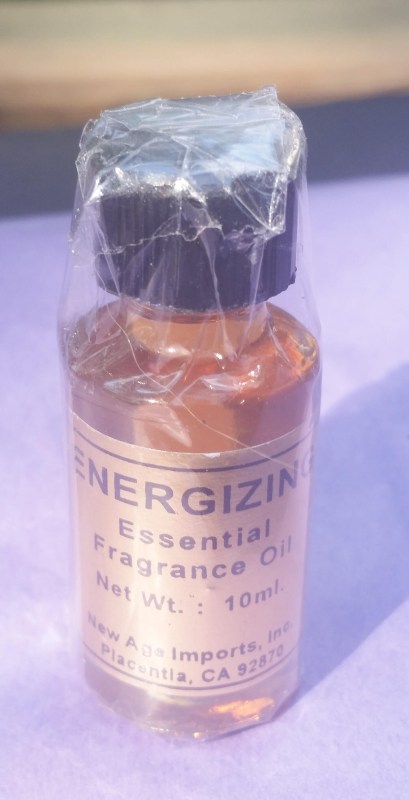 ENERGIZING
Essential
Fragrance Oil
Net Wt. : 10ml.
New Age Imports, Inc.
Placentia, CA 92870